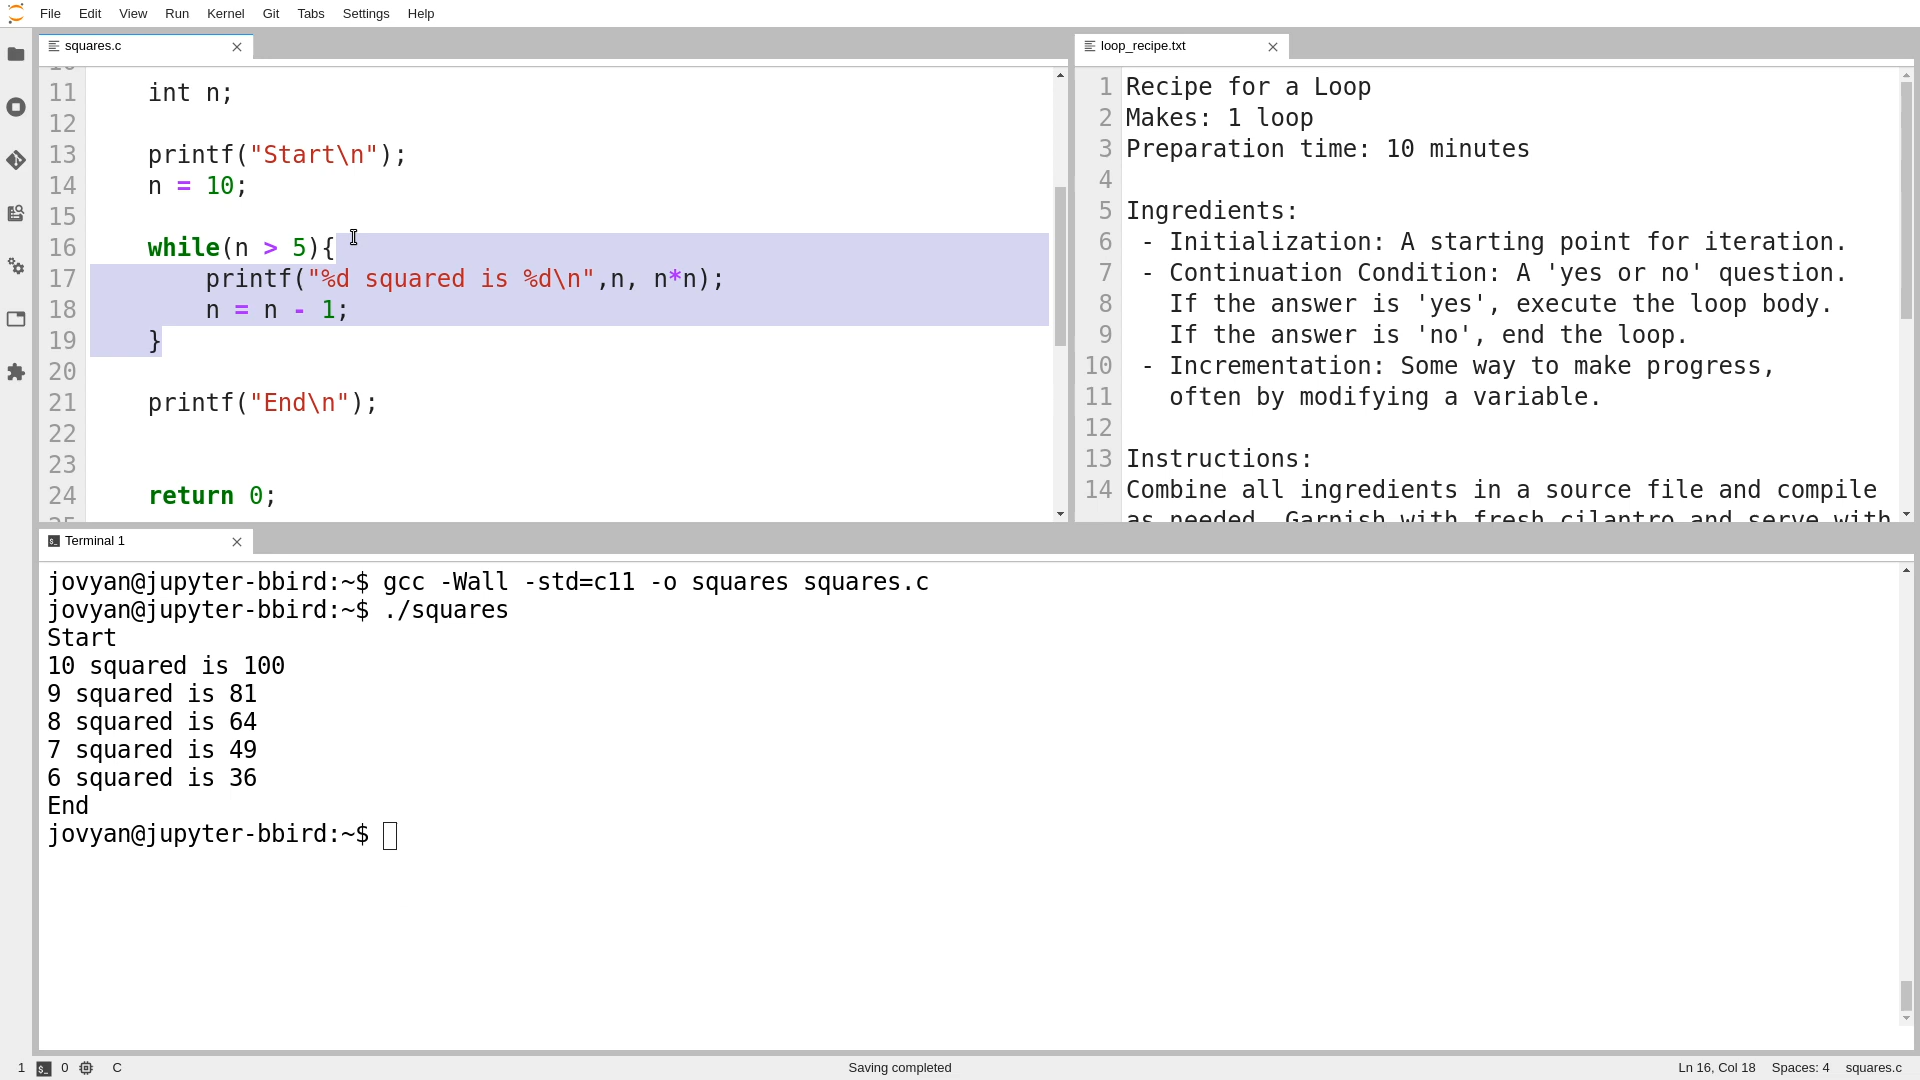 File Edit View Run Kernel Git Tabs Settings Help
squares.c
11 int n;
12
13 printf("Start\n");
14 n = 10;
15
16 while(n > 5){
17 printf("%d squared is %d\n",n, n*n);
18 n = n - 1;
19 }
20
21 printf("End\n");
22
23
24 return 0;
loop_recipe.txt
1 Recipe for a Loop
2 Makes: 1 loop
3 Preparation time: 10 minutes
4
5 Ingredients:
6 - Initialization: A starting point for iteration.
7 - Continuation Condition: A 'yes or no' question.
8 If the answer is 'yes', execute the loop body.
9 If the answer is 'no', end the loop.
10 - Incrementation: Some way to make progress,
11 often by modifying a variable.
12
13 Instructions:
14 Combine all ingredients in a source file and compile
as needed. Garnish with fresh cilantro and serve with
Terminal 1
jovyan@jupyter-bbird:~$ gcc -Wall -std=c11 -o squares squares.c
jovyan@jupyter-bbird:~$ ./squares
Start
10 squared is 100
9 squared is 81
8 squared is 64
7 squared is 49
6 squared is 36
End
jovyan@jupyter-bbird:~$
1 $_ 0 C Saving completed Ln 16, Col 18 Spaces: 4 squares.c